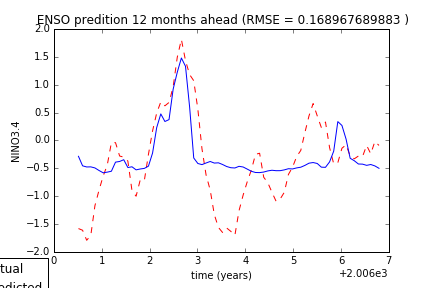 ENSO predition 12 months ahead (RMSE = 0.168967689883 )
2.0
1.5
1.0
0.5
0.0
−0.5
−1.0
−1.5
−2.0
NINO3.4
0 1 2 3 4 5 6 7
time (years)
+2.006e3
tual
edicted